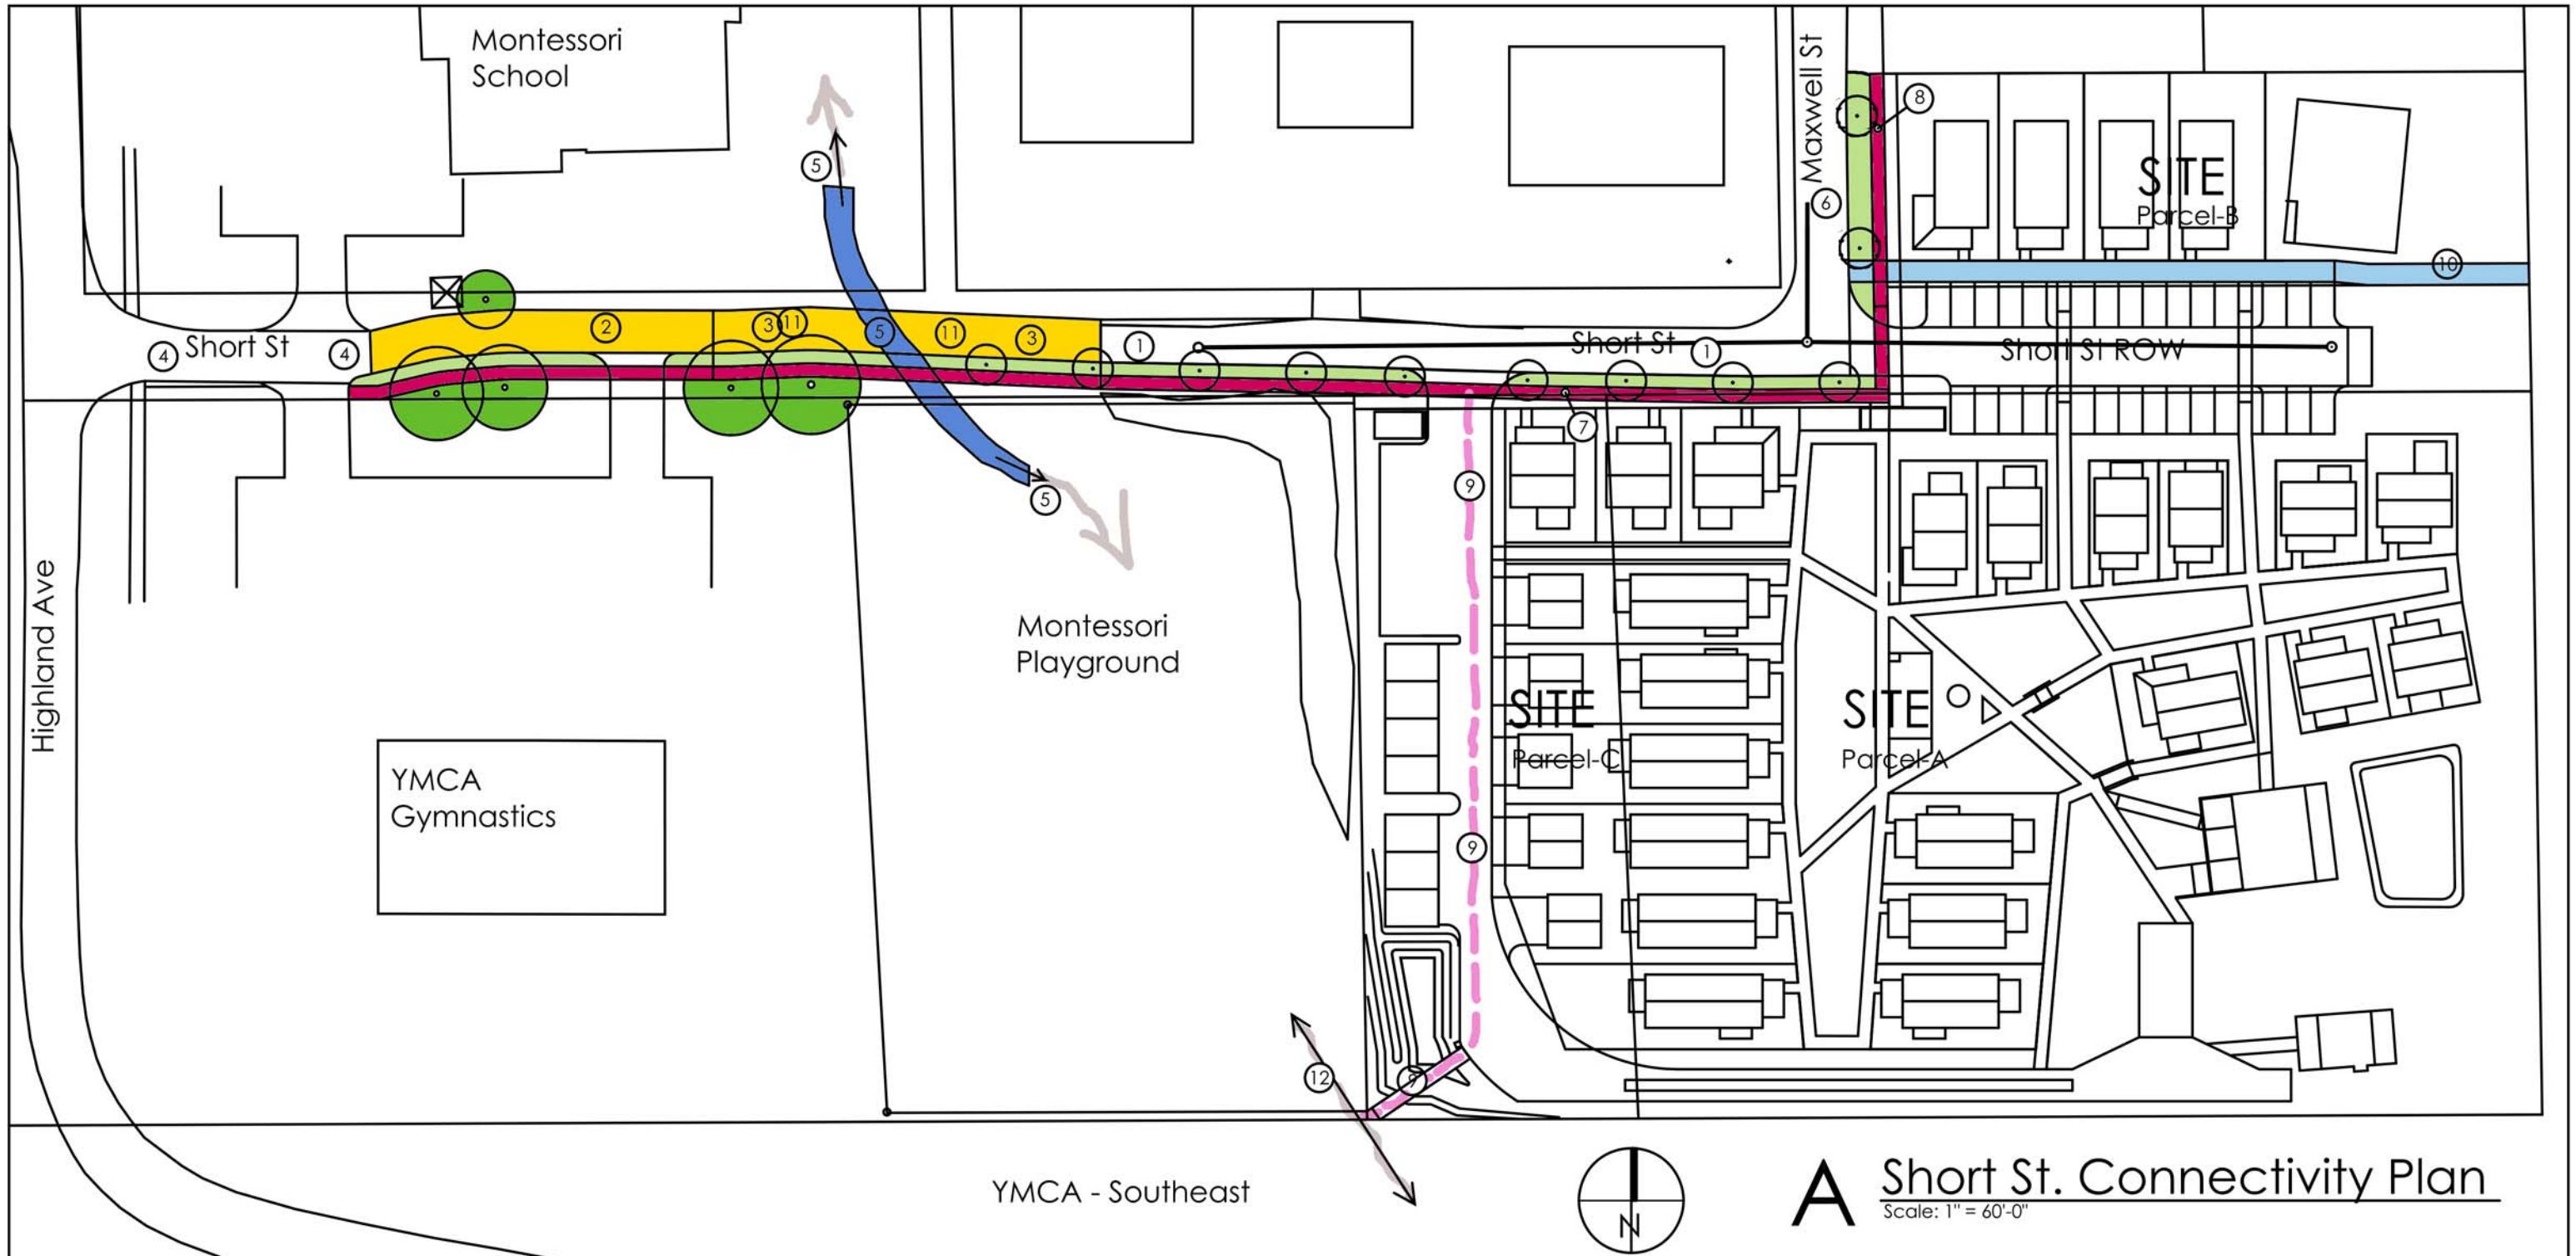 Montessori
School
Maxwell St
8
5
6
SITE
Parcel-B
10
2
3
11
5
11
3
1
4
Short St
4
Short St
1
Short St ROW
7
9
5
Highland Ave
Montessori
Playground
SITE
Parcel-C
SITE
Parcel-A
YMCA
Gymnastics
9
12
9
YMCA - Southeast
N
A
Short St. Connectivity Plan
Scale: 1" = 60'-0"